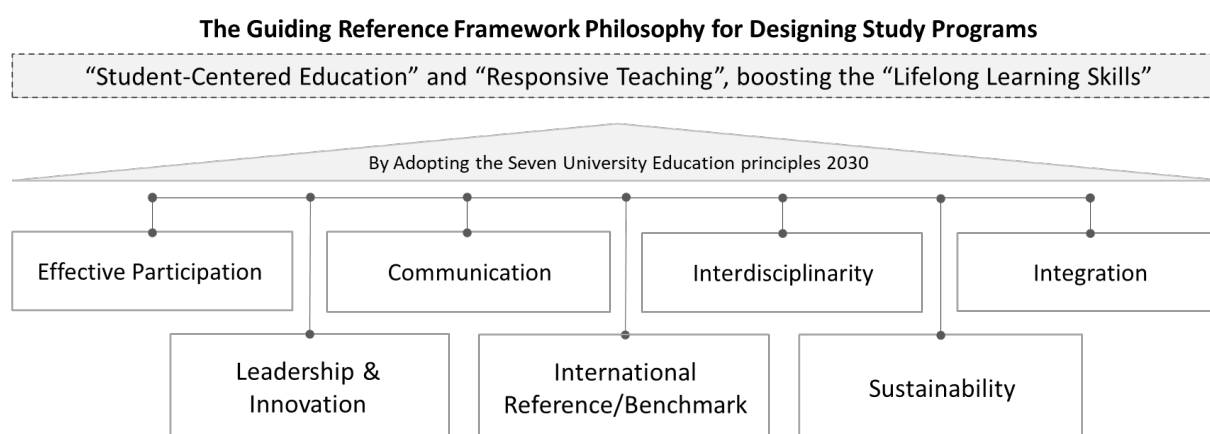 The Guiding Reference Framework Philosophy for Designing Study Programs
“Student-Centered Education” and “Responsive Teaching”, boosting the “Lifelong Learning Skills”
By Adopting the Seven University Education principles 2030
Effective Participation
Communication
Interdisciplinarity
Integration
Leadership &
Innovation
International
Reference/Benchmark
Sustainability